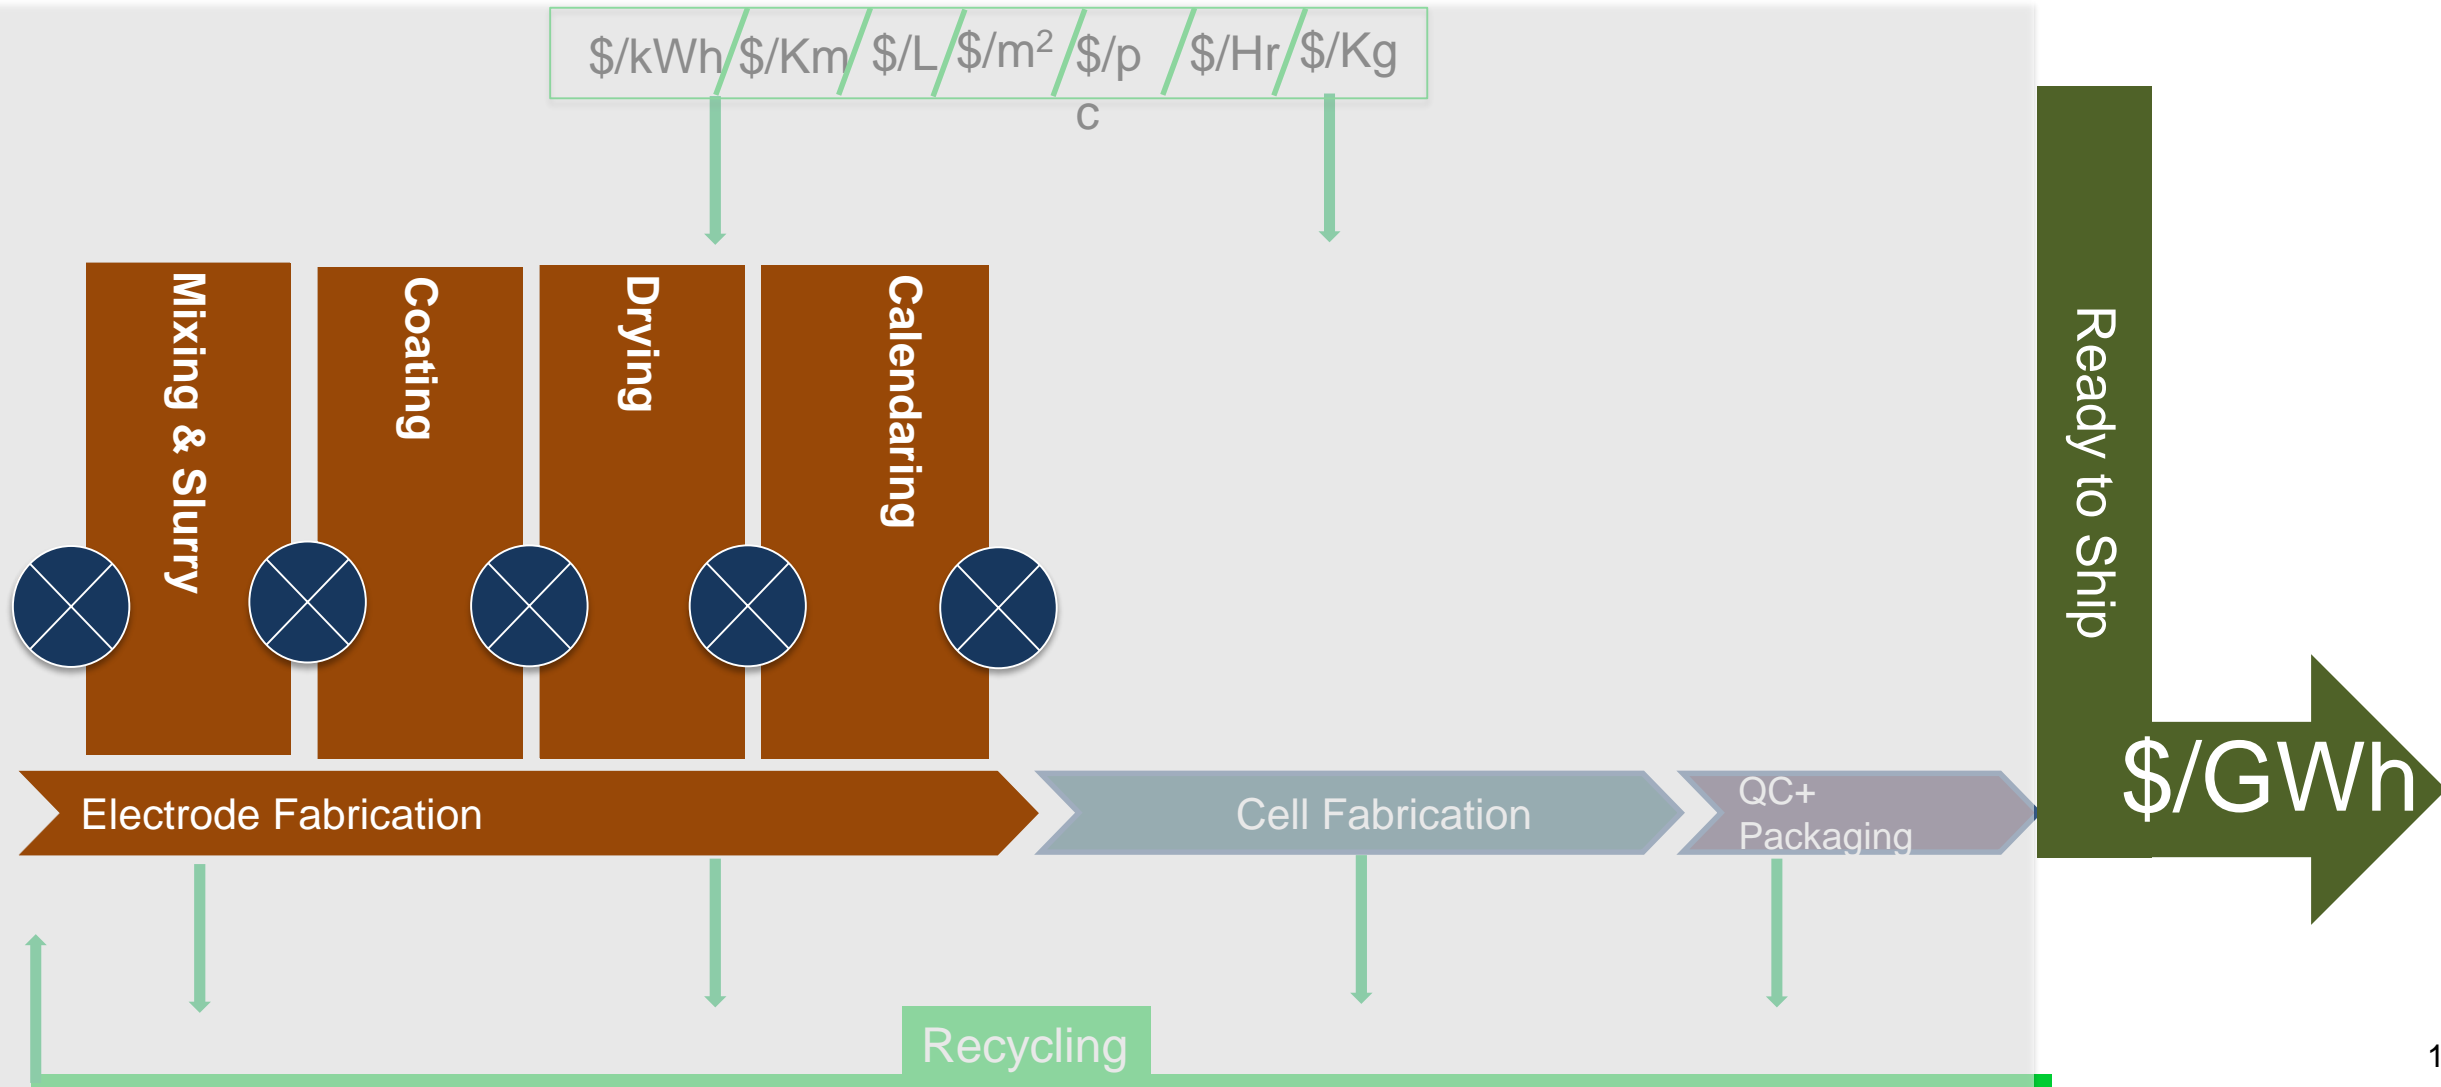 $/kWh $/Km $/L $/m² $/p $/Hr $/Kg
c
Mixing & Slurry
Coating
Drying
Calendaring
Ready to Ship
$/GWh
Electrode Fabrication
Cell Fabrication
QC+
Packaging
Recycling
1